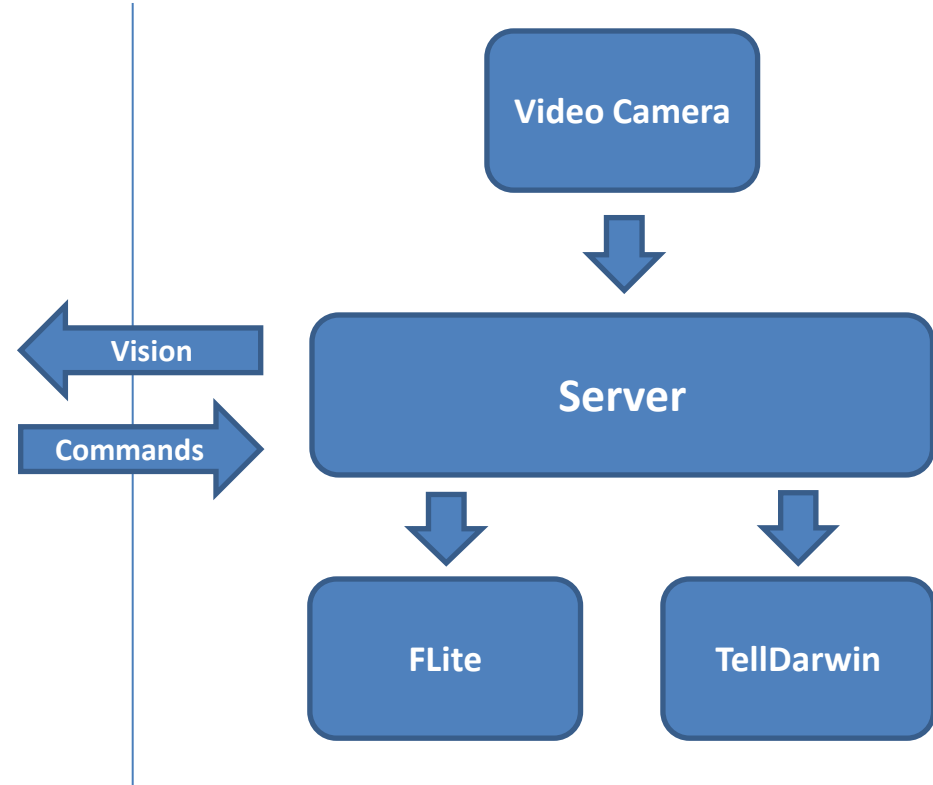 Video Camera
Vision
Server
Commands
FLite
TellDarwin